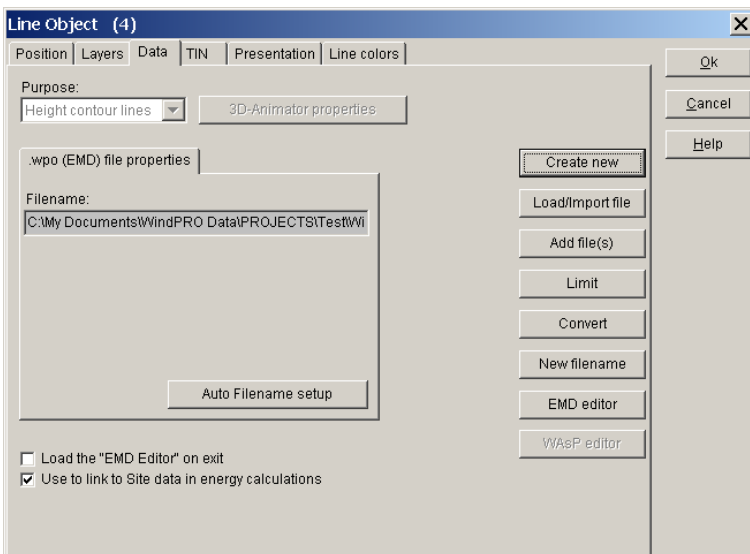 Line Object (4)
Position Layers Data TIN Presentation Line colors
Ok
Cancel
Help
Purpose:
Height contour lines
3D-Animator properties
.wpo (EMD) file properties
Filename:
C:\My Documents\WindPRO Data\PROJECTS\Test\Wi
Auto Filename setup
Create new
Load/Import file
Add file(s)
Limit
Convert
New filename
EMD editor
WAsP editor
Load the "EMD Editor" on exit
Use to link to Site data in energy calculations